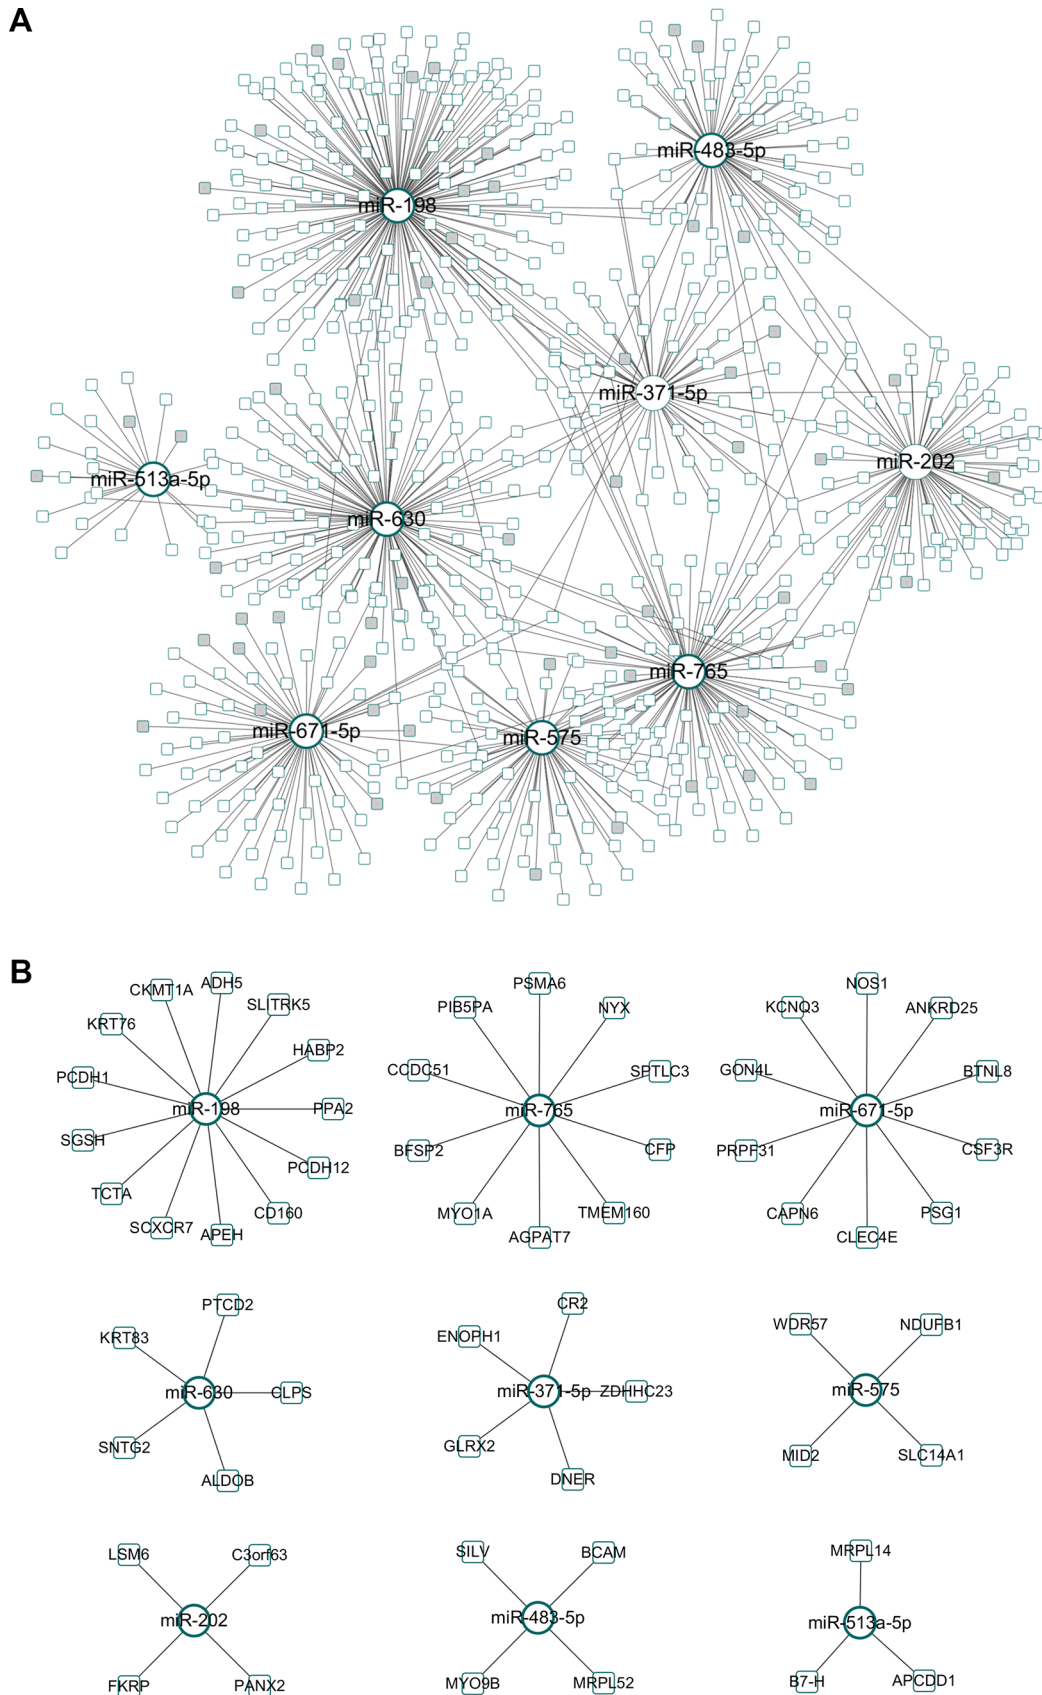 A
miR-483-5p
miR-198
miR-371-5p
miR-202
miR-513a-5p
miR-630
miR-765
miR-671-5p
miR-575
B
CKMT1A
ADH5
SLITRK5
KRT76
HABP2
PCDH1
miR-198
PPA2
SGSH
PCDH12
TCTA
CD160
SCXCR7
APEH
PSMA6
PIB5PA
NYX
CCDC51
SPTLC3
miR-765
BFSP2
CFP
MYO1A
TMEM160
AGPAT7
NOS1
KCNQ3
ANKRD25
GON4L
BTNL8
miR-671-5p
PRPF31
CSF3R
CAPN6
PSG1
CLEC4E
PTCD2
KRT83
miR-630
CLPS
SNTG2
ALDOB
CR2
ENOPH1
miR-371-5p
ZDHHC23
GLRX2
DNER
WDR57
NDUFB1
miR-575
MID2
SLC14A1
LSM6
C3orf63
miR-202
FKRP
PANX2
SILV
BCAM
miR-483-5p
MYO9B
MRPL52
MRPL14
miR-513a-5p
B7-H
APCDD1